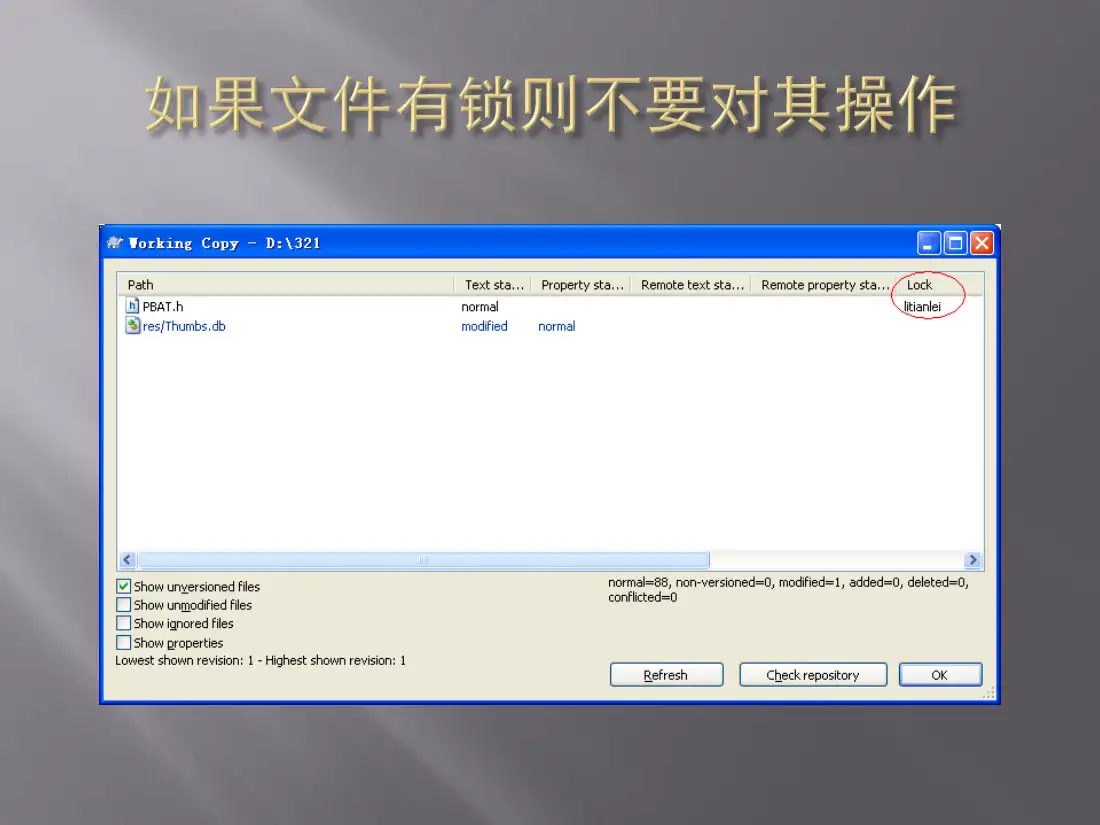 如果文件有锁则不要对其操作
Working Copy - D:\321
Path Text sta... Property sta... Remote text sta... Remote property sta... Lock
PBAT.h normal litianlei
res/Thumbs.db modified normal
Show unversioned files
Show unmodified files
Show ignored files
Show properties
Lowest shown revision: 1 - Highest shown revision: 1
normal=88, non-versioned=0, modified=1, added=0, deleted=0,
conflicted=0
Refresh Check repository OK